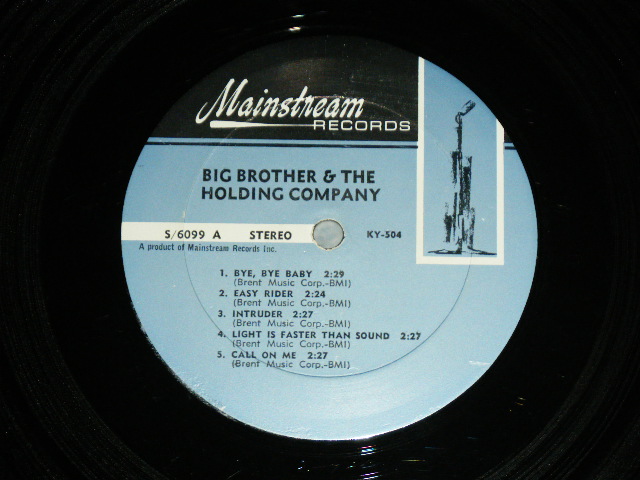 Mainstream
RECORDS
BIG BROTHER & THE
HOLDING COMPANY
S/6099 A STEREO KY-504
A product of Mainstream Records Inc.
1. BYE, BYE BABY 2:29
(Brent Music Corp.-BMI)
2. EASY RIDER 2:24
(Brent Music Corp.-BMI)
3. INTRUDER 2:27
(Brent Music Corp.-BMI)
4. LIGHT IS FASTER THAN SOUND 2:27
(Brent Music Corp.-BMI)
5. CALL ON ME 2:27
(Brent Music Corp.-BMI)